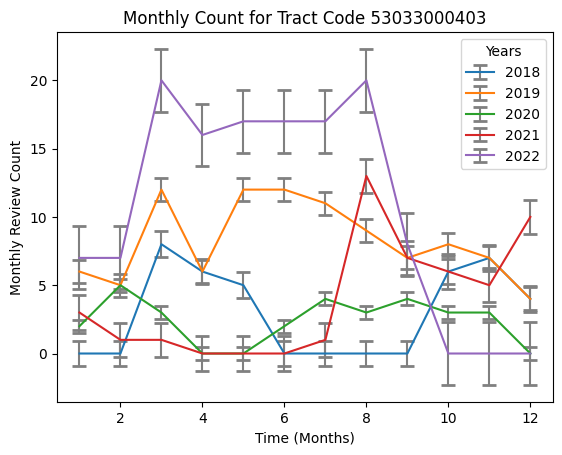 Monthly Count for Tract Code 53033000403
Monthly Review Count
20
15
10
5
0
2 4 6 8 10 12
Time (Months)
Years
2018
2019
2020
2021
2022